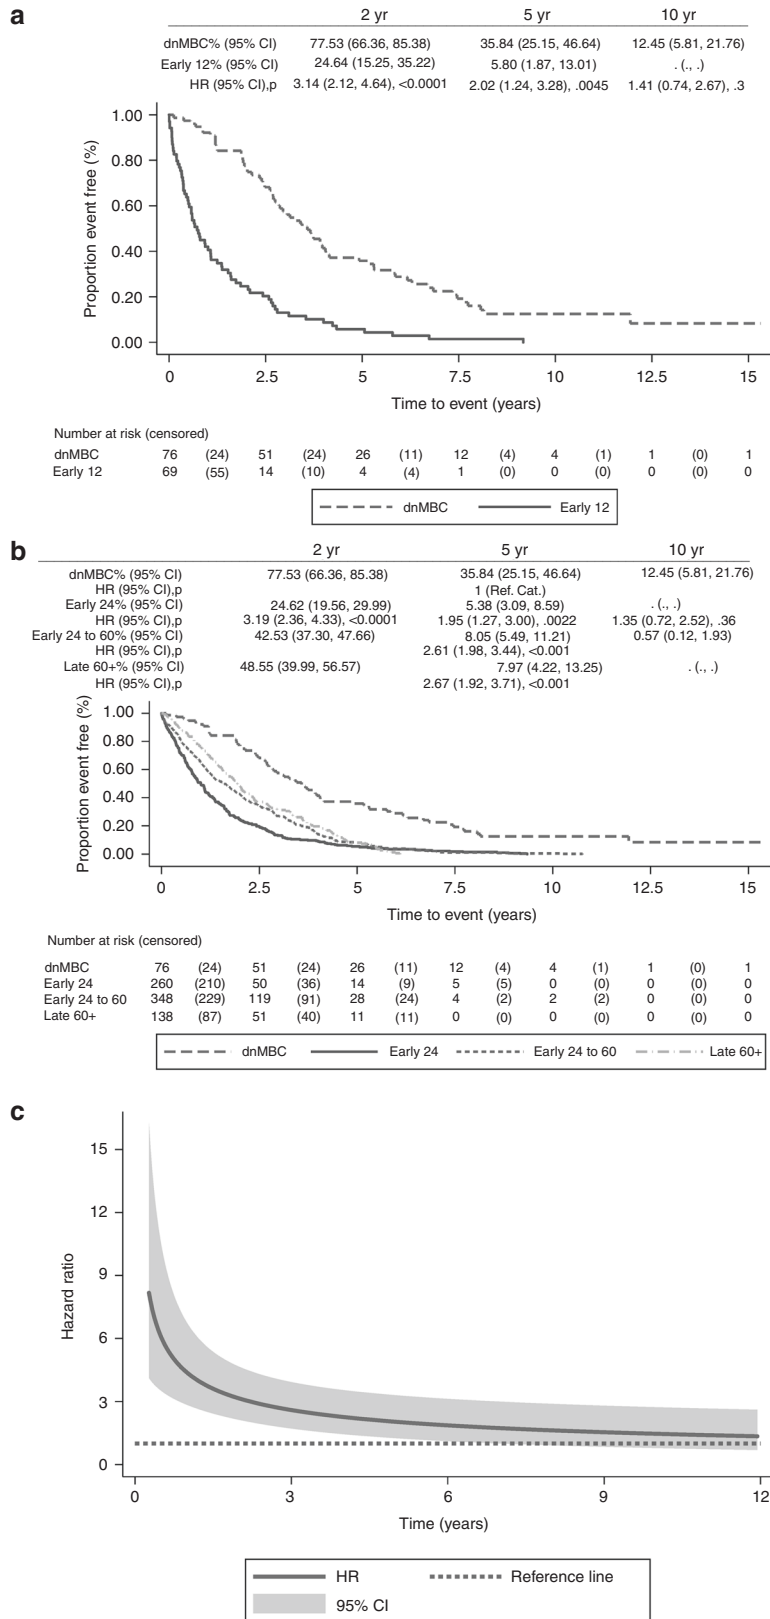 a
2 yr 5 yr 10 yr
dnMBC% (95% CI) 77.53 (66.36, 85.38) 35.84 (25.15, 46.64) 12.45 (5.81, 21.76)
Early 12% (95% CI) 24.64 (15.25, 35.22) 5.80 (1.87, 13.01) . (., .)
HR (95% CI),p 3.14 (2.12, 4.64), <0.0001 2.02 (1.24, 3.28), .0045 1.41 (0.74, 2.67), .3
Proportion event free (%)
1.00
0.80
0.60
0.40
0.20
0.00
0 2.5 5 7.5 10 12.5 15
Time to event (years)
Number at risk (censored)
dnMBC 76 (24) 51 (24) 26 (11) 12 (4) 4 (1) 1 (0) 1
Early 12 69 (55) 14 (10) 4 (4) 1 (0) 0 (0) 0 (0) 0
dnMBC Early 12
b
2 yr 5 yr 10 yr
dnMBC% (95% CI) 77.53 (66.36, 85.38) 35.84 (25.15, 46.64) 12.45 (5.81, 21.76)
HR (95% CI),p 1 (Ref. Cat.)
Early 24% (95% CI) 24.62 (19.56, 29.99) 5.38 (3.09, 8.59) . (., .)
HR (95% CI),p 3.19 (2.36, 4.33), <0.0001 1.95 (1.27, 3.00), .0022 1.35 (0.72, 2.52), .36
Early 24 to 60% (95% CI) 42.53 (37.30, 47.66) 8.05 (5.49, 11.21) 0.57 (0.12, 1.93)
HR (95% CI),p 2.61 (1.98, 3.44), <0.001
Late 60+% (95% CI) 48.55 (39.99, 56.57) 7.97 (4.22, 13.25) . (., .)
HR (95% CI),p 2.67 (1.92, 3.71), <0.001
Proportion event free (%)
1.00
0.80
0.60
0.40
0.20
0.00
0 2.5 5 7.5 10 12.5 15
Time to event (years)
Number at risk (censored)
dnMBC 76 (24) 51 (24) 26 (11) 12 (4) 4 (1) 1 (0) 1
Early 24 260 (210) 50 (36) 14 (9) 5 (5) 0 (0) 0 (0) 0
Early 24 to 60 348 (229) 119 (91) 28 (24) 4 (2) 2 (2) 0 (0) 0
Late 60+ 138 (87) 51 (40) 11 (11) 0 (0) 0 (0) 0 (0) 0
dnMBC Early 24 Early 24 to 60 Late 60+
c
Hazard ratio
15
12
9
6
3
0
0 3 6 9 12
Time (years)
HR Reference line
95% CI